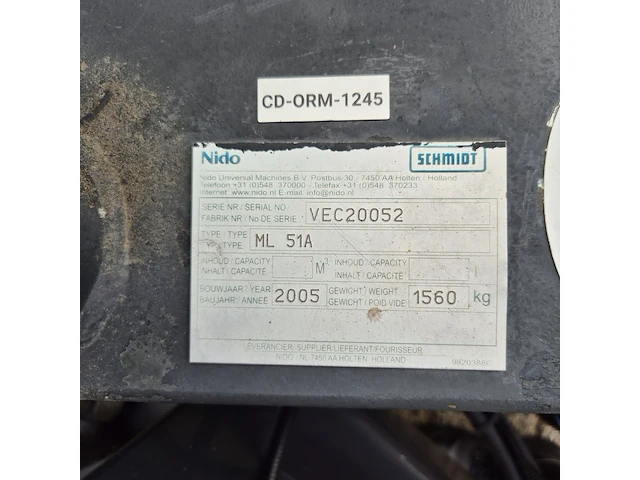 CD-ORM-1245
Nido SCHMIDT
Nido Universal Machines B.V. Postbus 30 / 7450 AA Holten / Holland
Telefoon +31 (0)548 370000 / Telefax +31 (0)548 370233
Internet: www.nido.nl E-mail: info@nido.nl
SERIE NR / SERIAL NO VEC20052
FABRIK NR / No DE SERIE
TYPE / TYPE ML 51A
TYPE / TYPE
INHOUD / CAPACITY M³ INHOUD / CAPACITY l
INHALT / CAPACITE INHALT / CAPACITE
BOUWJAAR / YEAR 2005 GEWICHT / WEIGHT 1560 kg
BAUJAHR / ANNÉE GEWICHT / POID VIDE
LEVERANCIER / SUPPLIER / LIEFERANT / FOURISSEUR
NIDO / NL 7450 AA HOLTEN, HOLLAND